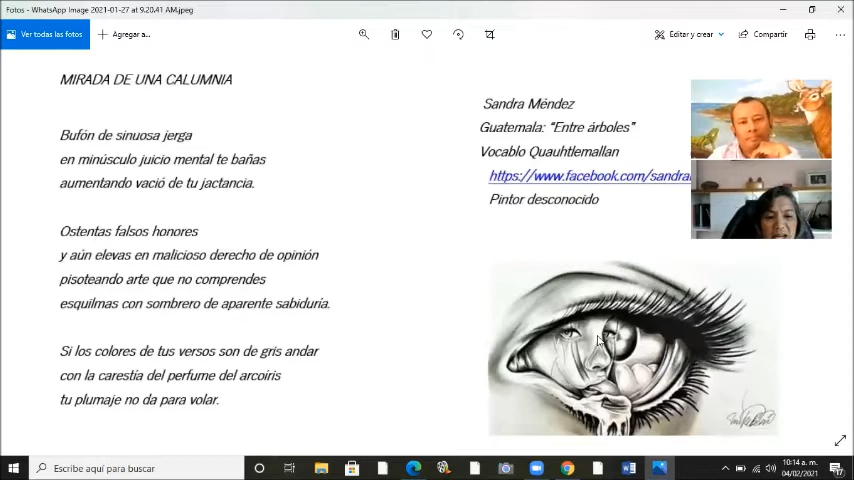 Fotos - WhatsApp Image 2021-01-27 at 9.20.41 AM.jpeg
Ver todas las fotos
Agregar a...
Editar y crear
Compartir
MIRADA DE UNA CALUMNIA
Bufón de sinuosa jerga
en minúsculo juicio mental te bañas
aumentando vació de tu jactancia.
Ostentas falsos honores
y aún elevas en malicioso derecho de opinión
pisoteando arte que no comprendes
esquilmas con sombrero de aparente sabiduría.
Si los colores de tus versos son de gris andar
con la carestía del perfume del arcoíris
tu plumaje no da para volar.
Sandra Méndez
Guatemala: “Entre árboles”
Vocablo Quauhtlemallan
https://www.facebook.com/sandra
Pintor desconocido
Escribe aquí para buscar
10:14 a. m.
04/02/2021